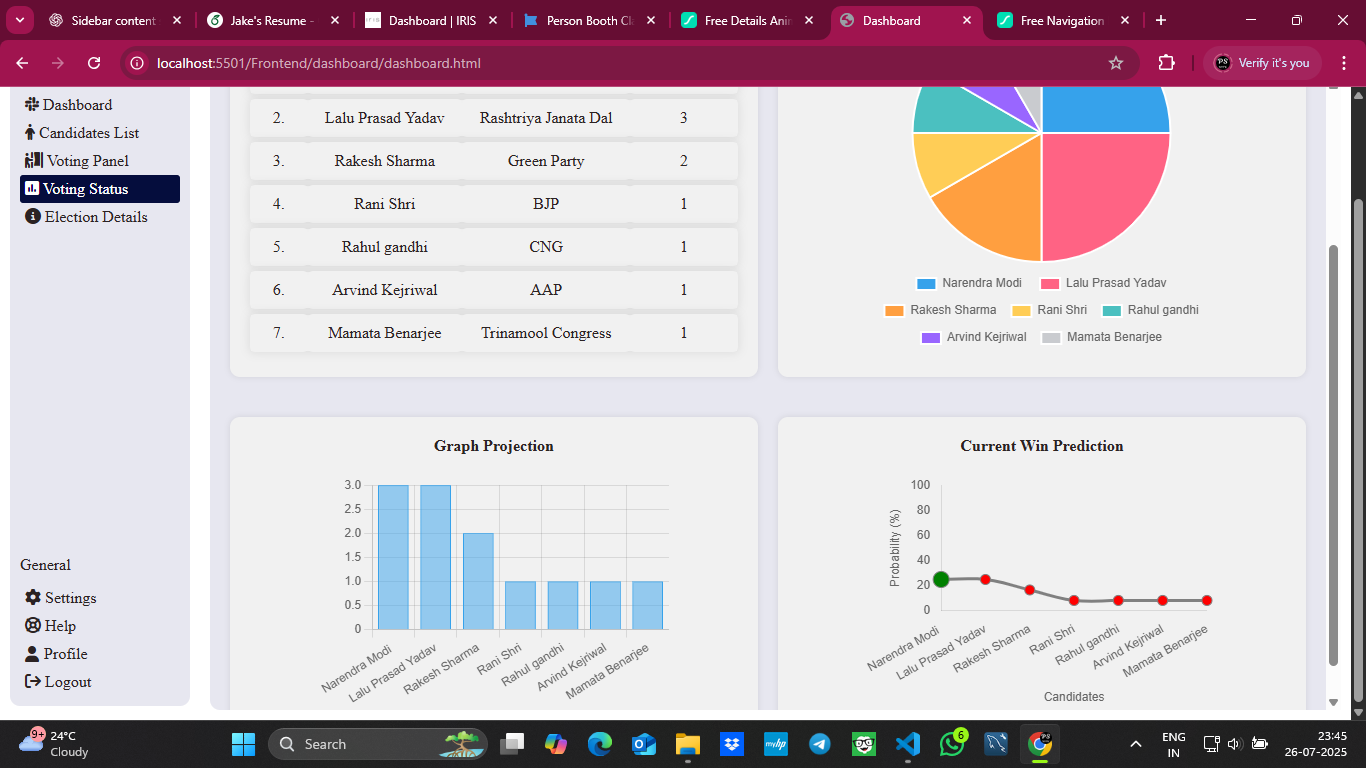 Sidebar content
Jake's Resume -
Dashboard | IRIS
Person Booth Cl
Free Details Ani
Dashboard
Free Navigation
localhost:5501/Frontend/dashboard/dashboard.html
Verify it's you
Dashboard
Candidates List
Voting Panel
Voting Status
Election Details
General
Settings
Help
Profile
Logout
2. Lalu Prasad Yadav Rashtriya Janata Dal 3
3. Rakesh Sharma Green Party 2
4. Rani Shri BJP 1
5. Rahul gandhi CNG 1
6. Arvind Kejriwal AAP 1
7. Mamata Benarjee Trinamool Congress 1
Narendra Modi Lalu Prasad Yadav
Rakesh Sharma Rani Shri Rahul gandhi
Arvind Kejriwal Mamata Benarjee
Graph Projection
3.0
2.5
2.0
1.5
1.0
0.5
0
Narendra Modi
Lalu Prasad Yadav
Rakesh Sharma
Rani Shri
Rahul gandhi
Arvind Kejriwal
Mamata Benarjee
Current Win Prediction
Probability (%)
100
80
60
40
20
0
Narendra Modi
Lalu Prasad Yadav
Rakesh Sharma
Rani Shri
Rahul gandhi
Arvind Kejriwal
Mamata Benarjee
Candidates
9+
24°C
Cloudy
Search
myhp
6
ENG
IN
23:45
26-07-2025